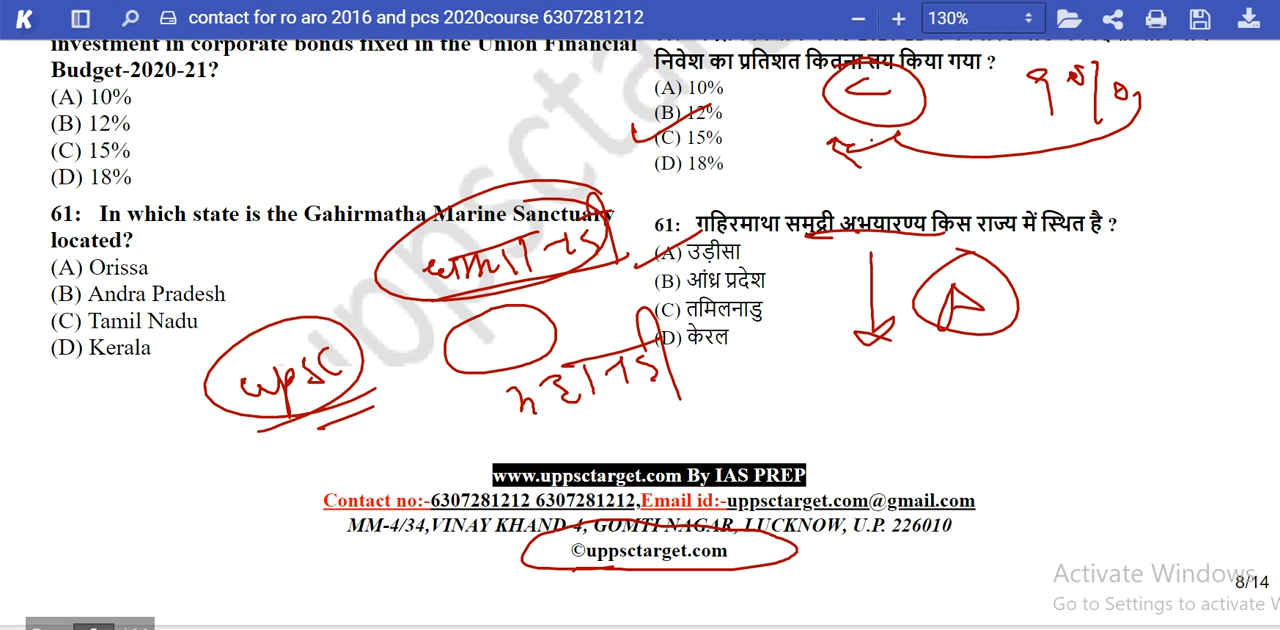 contact for ro aro 2016 and pcs 2020course 6307281212
130%
investment in corporate bonds fixed in the Union Financial
Budget-2020-21?
(A) 10%
(B) 12%
(C) 15%
(D) 18%
61: In which state is the Gahirmatha Marine Sanctuary
located?
(A) Orissa
(B) Andra Pradesh
(C) Tamil Nadu
(D) Kerala
upsc
निवेश का प्रतिशत कितना तय किया गया ?
(A) 10%
(B) 12%
(C) 15%
(D) 18%
C
61: गहिरमाथा समुद्री अभयारण्य किस राज्य में स्थित है ?
(A) उड़ीसा
(B) आंध्र प्रदेश
(C) तमिलनाडु
(D) केरल
A
महानदी
uppsctarget
www.uppsctarget.com By IAS PREP
Contact no:-6307281212 6307281212,Email id:-uppsctarget.com@gmail.com
MM-4/34,VINAY KHAND-4, GOMTI NAGAR, LUCKNOW, U.P. 226010
©uppsctarget.com
Activate Windows
8/14
Go to Settings to activate